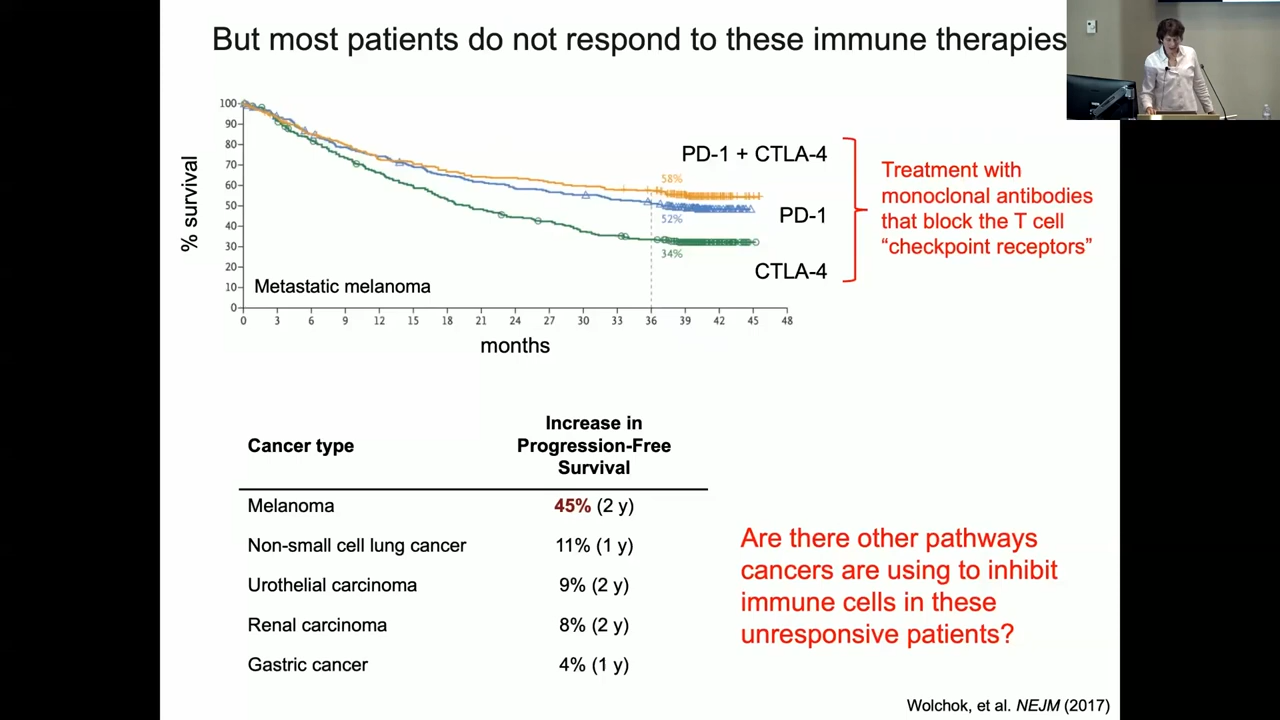 But most patients do not respond to these immune therapies
% survival
100
90
80
70
60
50
40
30
20
10
0
0 3 6 9 12 15 18 21 24 27 30 33 36 39 42 45 48
months
Metastatic melanoma
58%
52%
34%
PD-1 + CTLA-4
PD-1
CTLA-4
Treatment with
monoclonal antibodies
that block the T cell
“checkpoint receptors”
Cancer type
Increase in
Progression-Free
Survival
Melanoma 45% (2 y)
Non-small cell lung cancer 11% (1 y)
Urothelial carcinoma 9% (2 y)
Renal carcinoma 8% (2 y)
Gastric cancer 4% (1 y)
Are there other pathways
cancers are using to inhibit
immune cells in these
unresponsive patients?
Wolchok, et al. NEJM (2017)